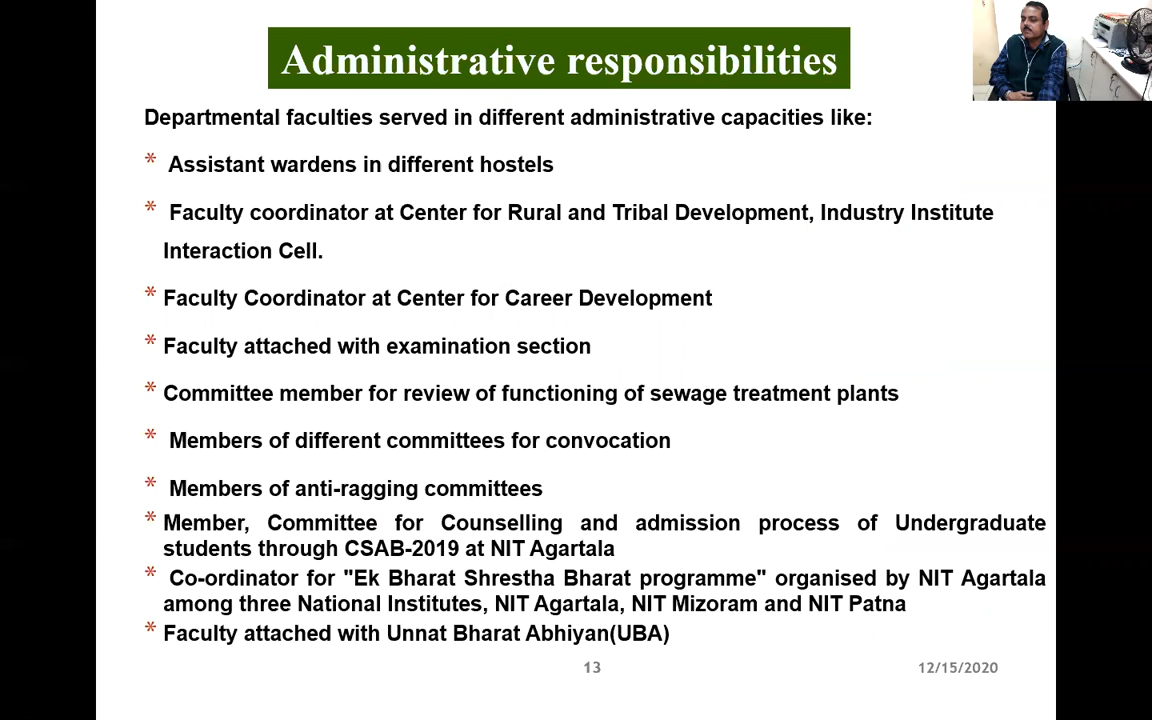 Administrative responsibilities
Departmental faculties served in different administrative capacities like:
* Assistant wardens in different hostels
* Faculty coordinator at Center for Rural and Tribal Development, Industry Institute
Interaction Cell.
* Faculty Coordinator at Center for Career Development
* Faculty attached with examination section
* Committee member for review of functioning of sewage treatment plants
* Members of different committees for convocation
* Members of anti-ragging committees
* Member, Committee for Counselling and admission process of Undergraduate
students through CSAB-2019 at NIT Agartala
* Co-ordinator for "Ek Bharat Shrestha Bharat programme" organised by NIT Agartala
among three National Institutes, NIT Agartala, NIT Mizoram and NIT Patna
* Faculty attached with Unnat Bharat Abhiyan(UBA)
13 12/15/2020